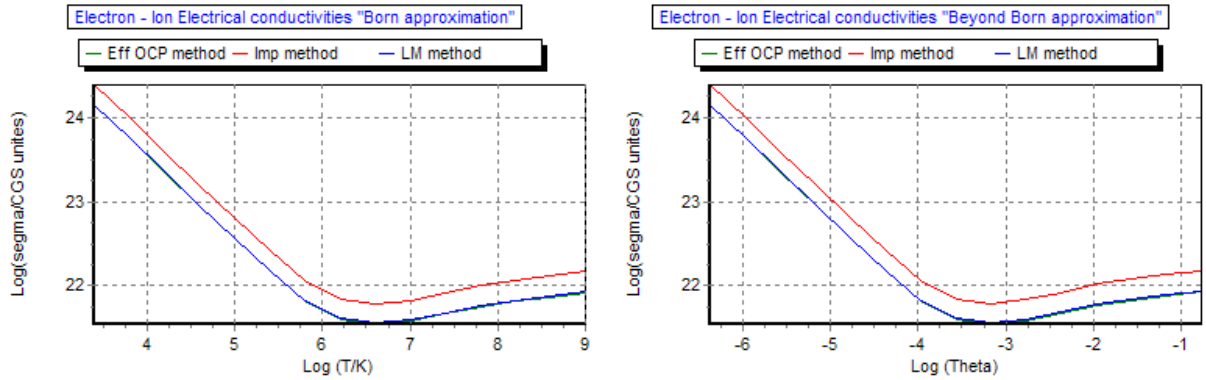 Electron - Ion Electrical conductivities "Born approximation"
Eff OCP method Imp method LM method
Log(segma/CGS unites)
24
23
22
4 5 6 7 8 9
Log (T/K)
Electron - Ion Electrical conductivities "Beyond Born approximation"
Eff OCP method Imp method LM method
Log(segma/CGS unites)
24
23
22
-6 -5 -4 -3 -2 -1
Log (Theta)